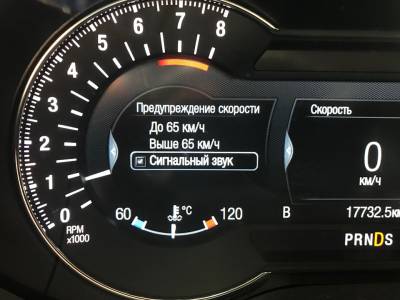 8
7
6
5
4
3
2
1
0
RPM
x1000
Предупреждение скорости
До 65 км/ч
Выше 65 км/ч
Сигнальный звук
60 °C 120
Скорость
0
км/ч
B 17732.5к
PRNDS